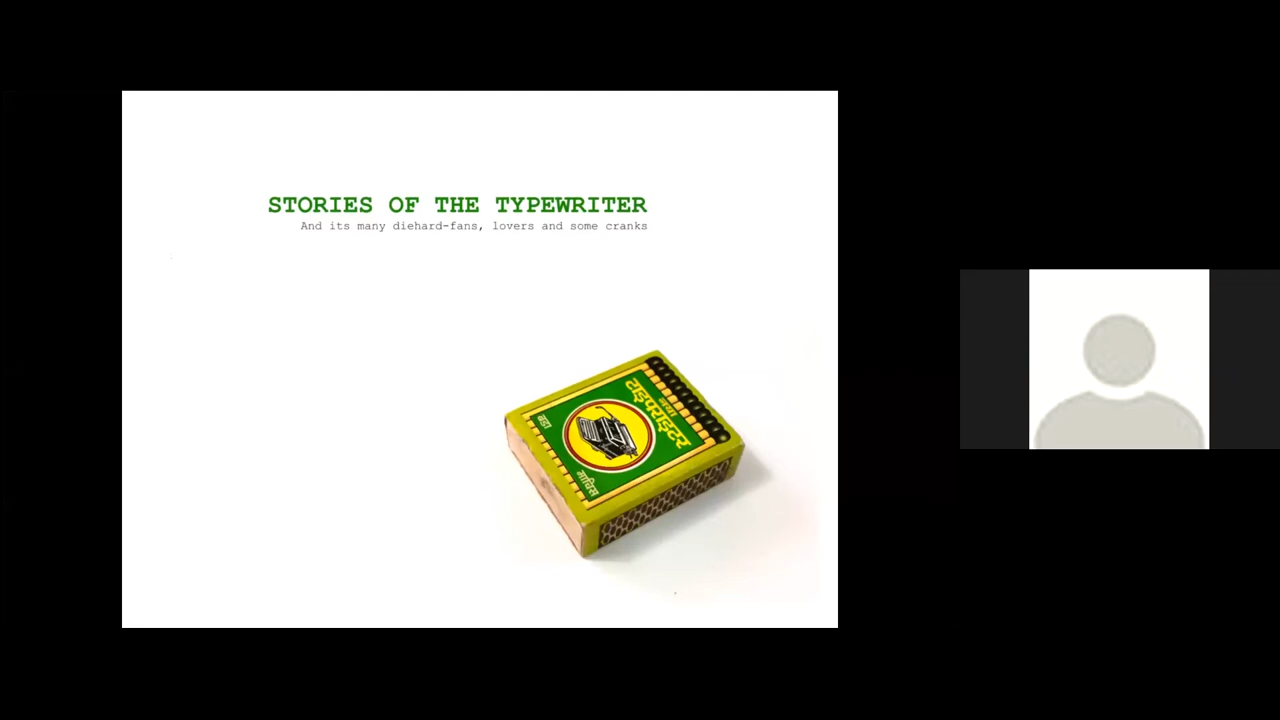 STORIES OF THE TYPEWRITER
And its many diehard-fans, lovers and some cranks
टाइपराइटर
माचिस